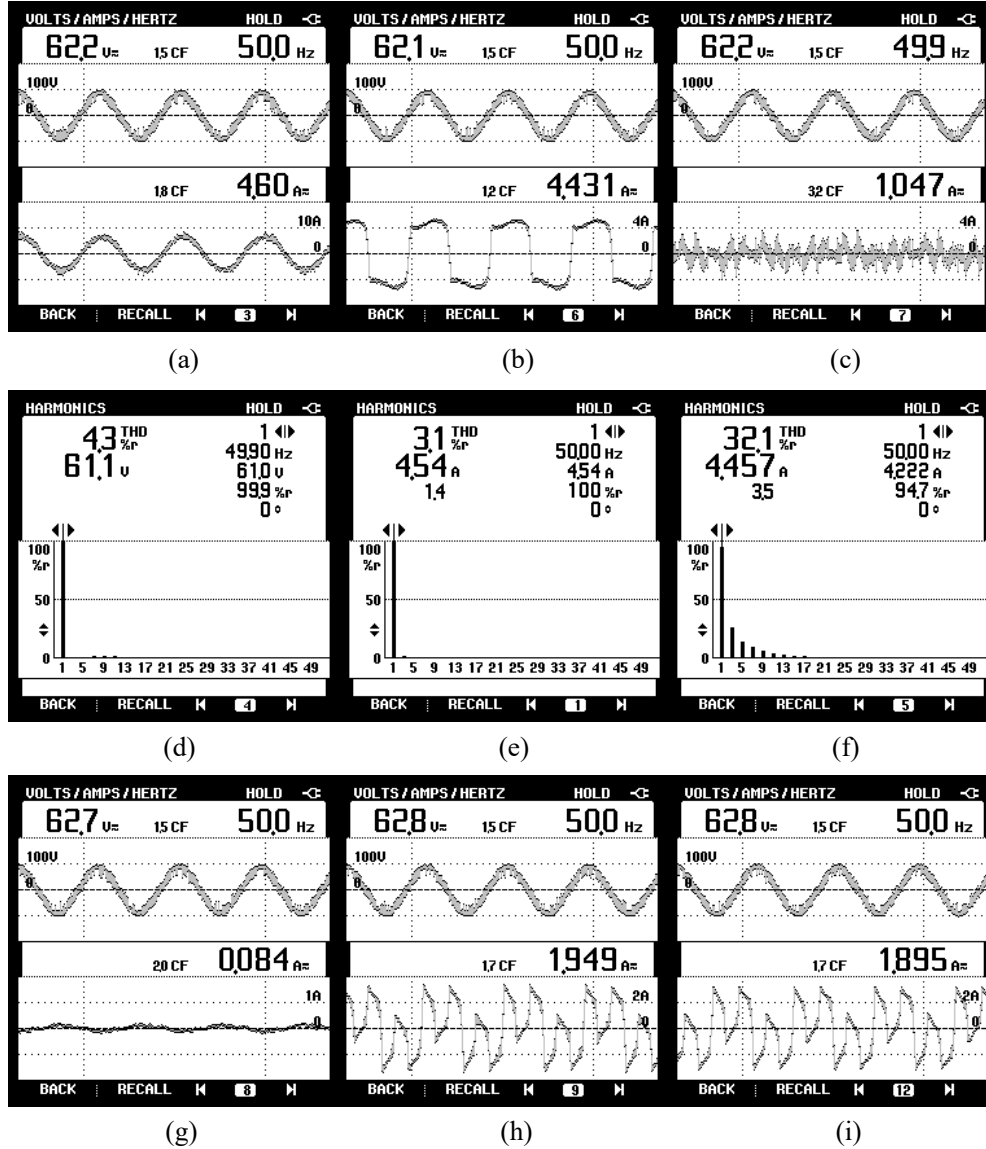 VOLTS/AMPS/HERTZ HOLD
62.2 V≂ 1.5 CF 50.0 Hz
100V
0
1.8 CF 4.60 A≂
10A
0
BACK RECALL 3
(a)
VOLTS/AMPS/HERTZ HOLD
62.1 V≂ 1.5 CF 50.0 Hz
100V
0
1.2 CF 4.431 A≂
4A
0
BACK RECALL 6
(b)
VOLTS/AMPS/HERTZ HOLD
62.2 V≂ 1.5 CF 49.9 Hz
100V
0
3.2 CF 1.047 A≂
4A
0
BACK RECALL 7
(c)
HARMONICS HOLD
4.3 THD %r 1
49.90 Hz
61.1 V 61.0 V
99.9 %r
0 °
100
%r
50
0
1 5 9 13 17 21 25 29 33 37 41 45 49
BACK RECALL 4
(d)
HARMONICS HOLD
3.1 THD %r 1
50.00 Hz
4.54 A 4.54 A
1.4 100 %r
0 °
100
%r
50
0
1 5 9 13 17 21 25 29 33 37 41 45 49
BACK RECALL 1
(e)
HARMONICS HOLD
32.1 THD %r 1
50.00 Hz
4.457 A 4.222 A
3.5 94.7 %r
0 °
100
%r
50
0
1 5 9 13 17 21 25 29 33 37 41 45 49
BACK RECALL 5
(f)
VOLTS/AMPS/HERTZ HOLD
62.7 V≂ 1.5 CF 50.0 Hz
100V
0
2.0 CF 0.084 A≂
1A
0
BACK RECALL 8
(g)
VOLTS/AMPS/HERTZ HOLD
62.8 V≂ 1.5 CF 50.0 Hz
100V
0
1.7 CF 1.949 A≂
2A
0
BACK RECALL 9
(h)
VOLTS/AMPS/HERTZ HOLD
62.8 V≂ 1.5 CF 50.0 Hz
100V
0
1.7 CF 1.895 A≂
2A
0
BACK RECALL 12
(i)